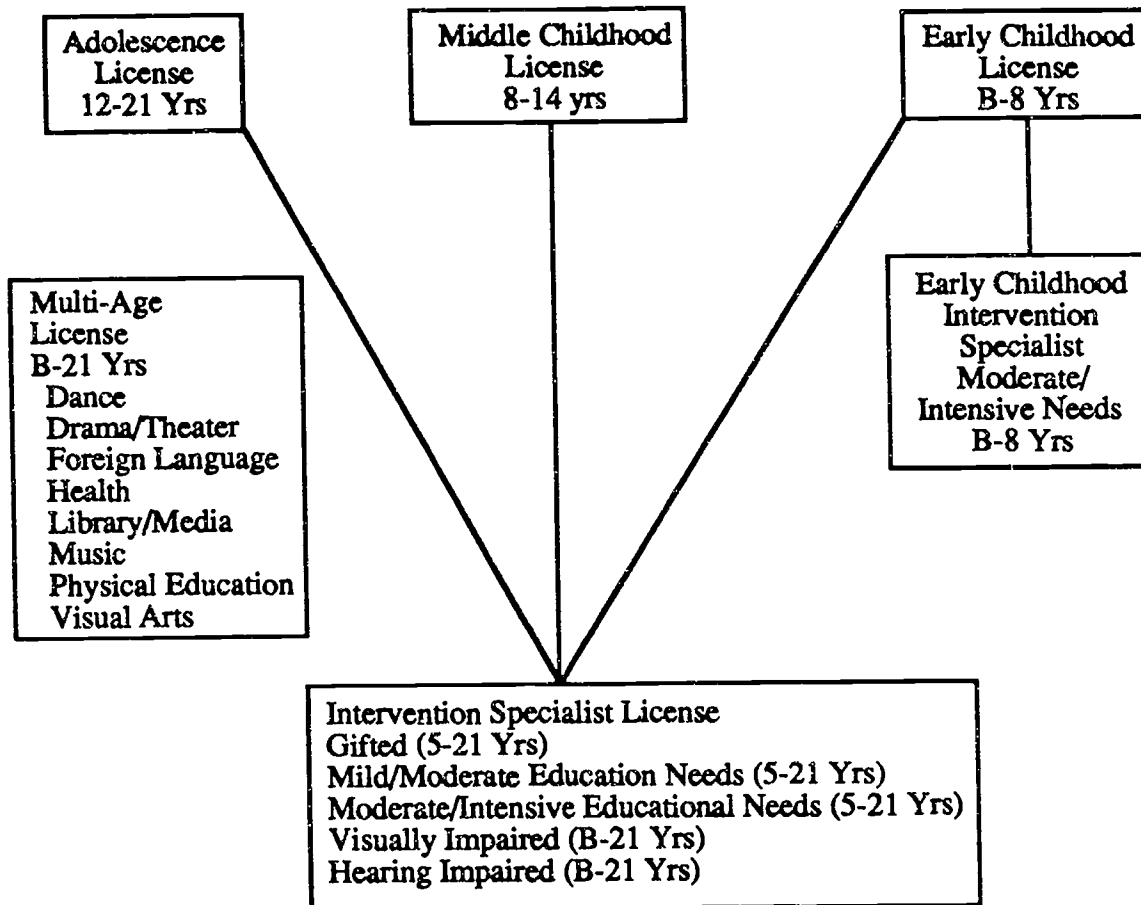 Adolescence
License
12-21 Yrs
Middle Childhood
License
8-14 yrs
Early Childhood
License
B-8 Yrs
Multi-Age
License
B-21 Yrs
Dance
Drama/Theater
Foreign Language
Health
Library/Media
Music
Physical Education
Visual Arts
Early Childhood
Intervention
Specialist
Moderate/
Intensive Needs
B-8 Yrs
Intervention Specialist License
Gifted (5-21 Yrs)
Mild/Moderate Education Needs (5-21 Yrs)
Moderate/Intensive Educational Needs (5-21 Yrs)
Visually Impaired (B-21 Yrs)
Hearing Impaired (B-21 Yrs)